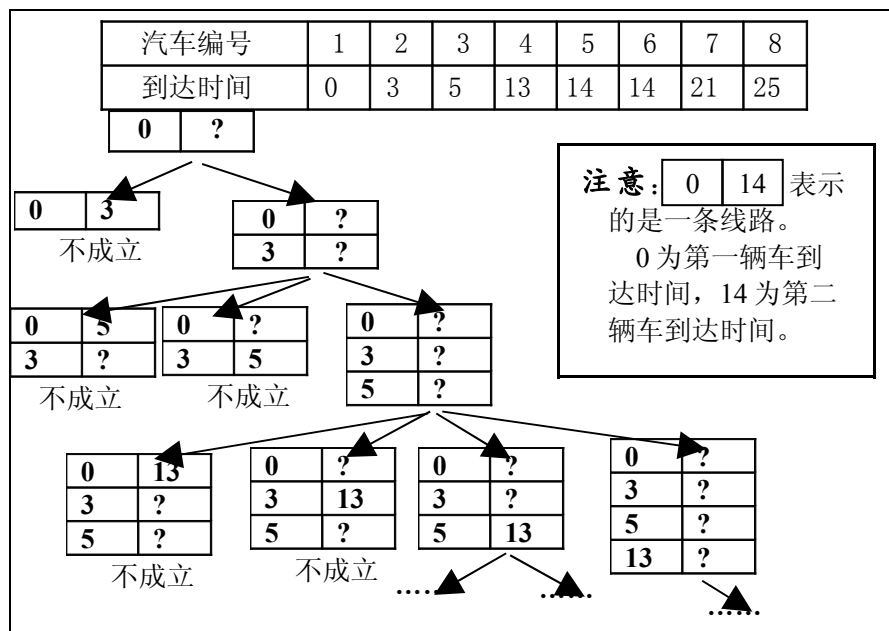 汽车编号 1 2 3 4 5 6 7 8
到达时间 0 3 5 13 14 14 21 25
0 ?
注意: 0 14 表示
的是一条线路。
0为第一辆车到
达时间，14为第二
辆车到达时间。
0 3
不成立
0 ?
3 ?
0 5
3 ?
不成立
0 ?
3 5
不成立
0 ?
3 ?
5 ?
0 13
3 ?
5 ?
不成立
0 ?
3 13
5 ?
不成立
0 ?
3 ?
5 13
0 ?
3 ?
5 ?
13 ?
……
……
……